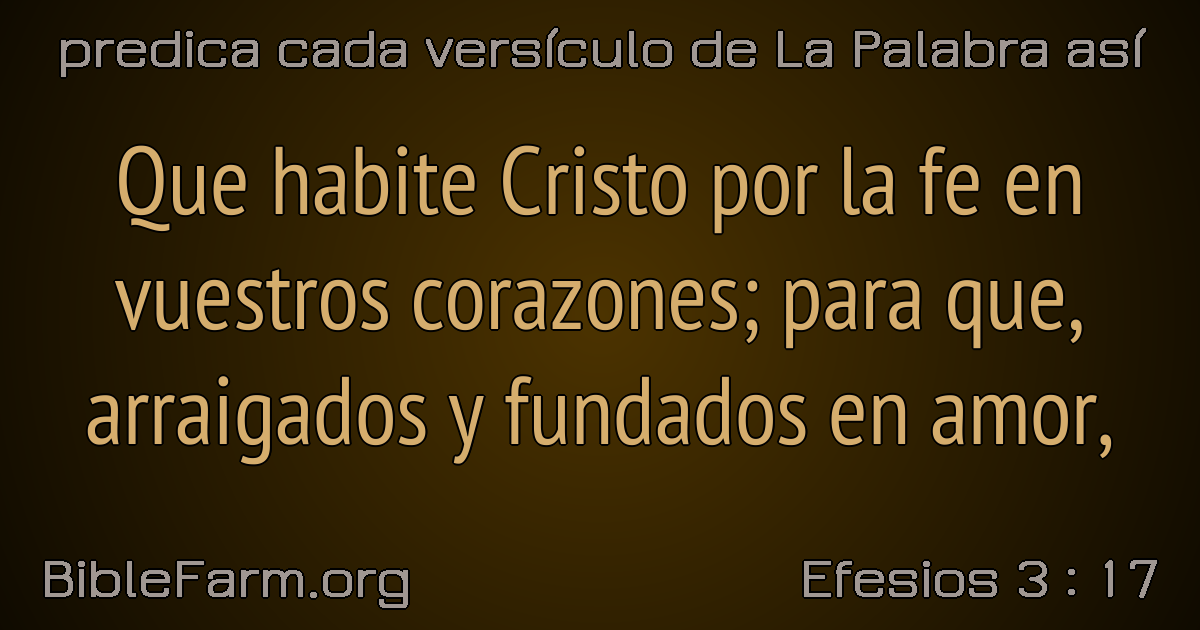 predica cada versículo de La Palabra así
Que habite Cristo por la fe en
vuestros corazones; para que,
arraigados y fundados en amor,
BibleFarm.org
Efesios 3 : 17